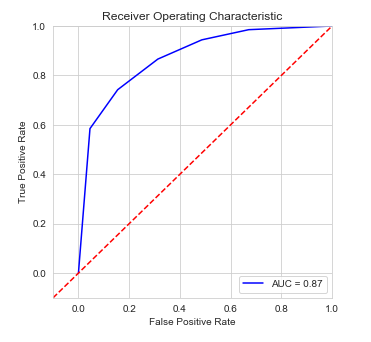 Receiver Operating Characteristic
1.0
0.8
0.6
0.4
0.2
0.0
True Positive Rate
AUC = 0.87
0.0 0.2 0.4 0.6 0.8 1.0
False Positive Rate